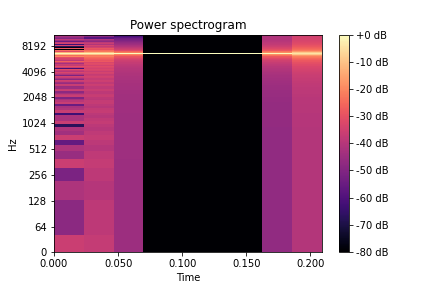 Power spectrogram
Hz
8192
4096
2048
1024
512
256
128
64
0
0.000 0.050 0.100 0.150 0.200
Time
+0 dB
-10 dB
-20 dB
-30 dB
-40 dB
-50 dB
-60 dB
-70 dB
-80 dB